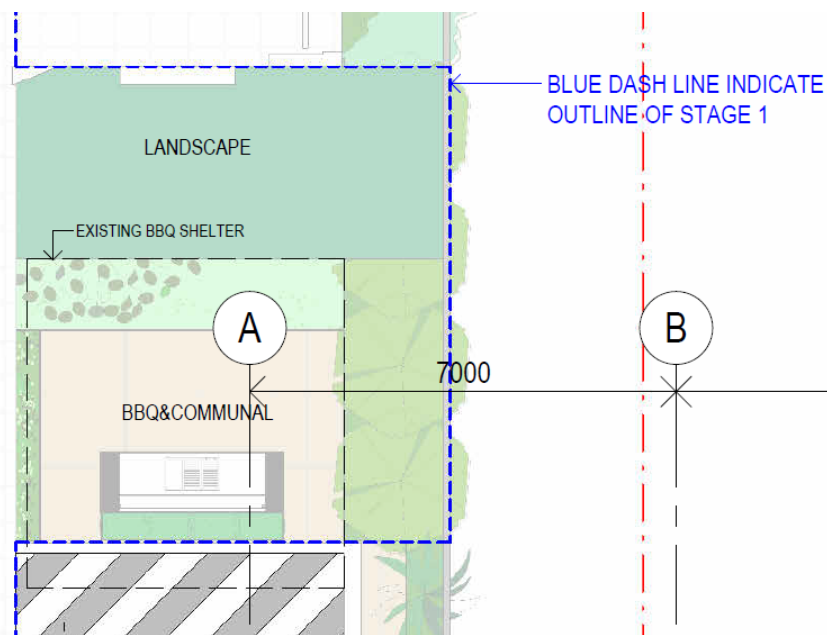 BLUE DASH LINE INDICATE
OUTLINE OF STAGE 1
LANDSCAPE
EXISTING BBQ SHELTER
A
B
7000
BBQ&COMMUNAL